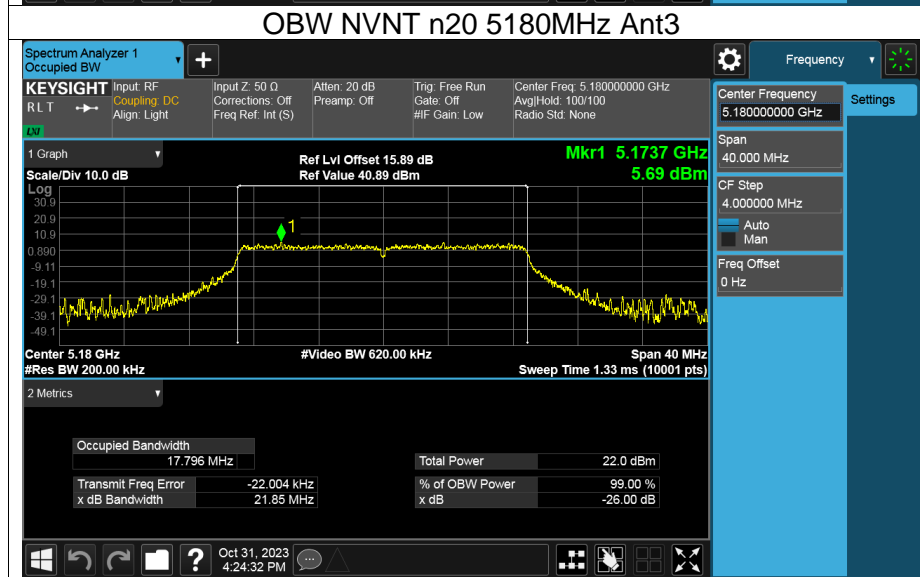 OBW NVNT n20 5180MHz Ant3
Spectrum Analyzer 1
Occupied BW
+
Frequency
KEYSIGHT
RLT
LXI
Input: RF
Coupling: DC
Align: Light
Input Z: 50 Ω
Corrections: Off
Freq Ref: Int (S)
Atten: 20 dB
Preamp: Off
Trig: Free Run
Gate: Off
#IF Gain: Low
Center Freq: 5.180000000 GHz
Avg|Hold: 100/100
Radio Std: None
Center Frequency
5.180000000 GHz
Settings
Span
40.000 MHz
CF Step
4.000000 MHz
Auto
Man
Freq Offset
0 Hz
1 Graph
Scale/Div 10.0 dB
Ref Lvl Offset 15.89 dB
Ref Value 40.89 dBm
Mkr1 5.1737 GHz
5.69 dBm
Log
30.9
20.9
10.9
0.890
-9.11
-19.1
-29.1
-39.1
-49.1
1
Center 5.18 GHz
#Res BW 200.00 kHz
#Video BW 620.00 kHz
Span 40 MHz
Sweep Time 1.33 ms (10001 pts)
2 Metrics
Occupied Bandwidth
17.796 MHz
Total Power 22.0 dBm
Transmit Freq Error -22.004 kHz
% of OBW Power 99.00 %
x dB Bandwidth 21.85 MHz
x dB -26.00 dB
?
Oct 31, 2023
4:24:32 PM